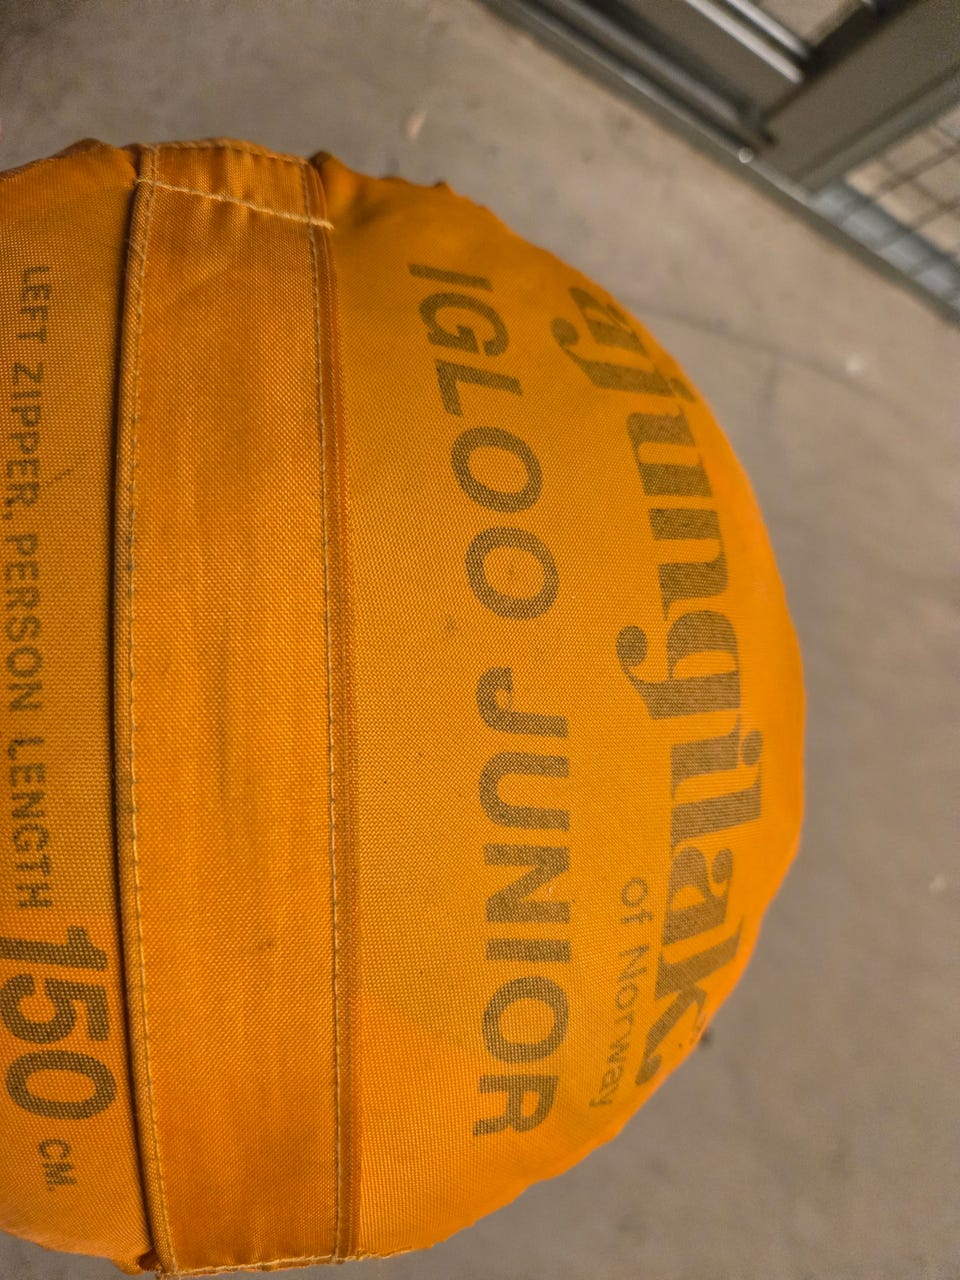 ajungilak
of Norway
IGLOO JUNIOR
LEFT ZIPPER, PERSON LENGTH 150 CM.